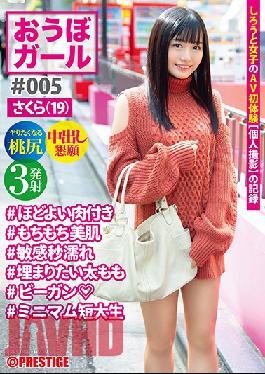 おうぼガール
#005
さくら(19)
ヤりたくなる
桃尻
中出し
懇願
3
発射
#ほどよい肉付き
#もちもち美肌
#敏感秒濡れ
#埋まりたい太もも
#ビーガン♡
#ミニマム短大生
しろうと女子のAV初体験【個人撮影】の記録
PRESTIGE